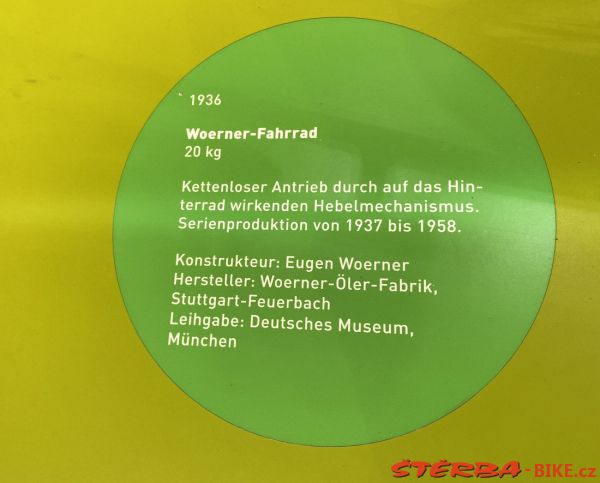 1936
Woerner-Fahrrad
20 kg
Kettenloser Antrieb durch auf das Hin-
terrad wirkenden Hebelmechanismus.
Serienproduktion von 1937 bis 1958.
Konstrukteur: Eugen Woerner
Hersteller: Woerner-Öler-Fabrik,
Stuttgart-Feuerbach
Leihgabe: Deutsches Museum,
München
ŠTĚRBA-BIKE.cz